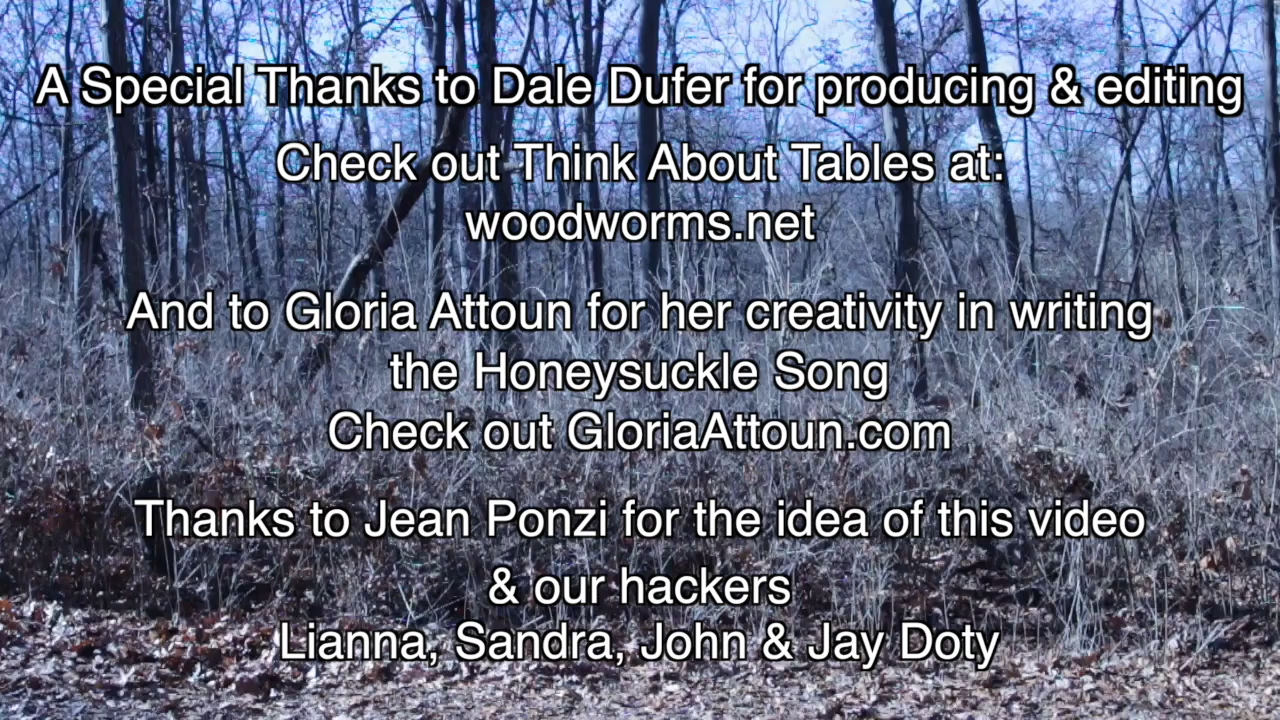 A Special Thanks to Dale Dufer for producing & editing
Check out Think About Tables at:
woodworms.net
And to Gloria Attoun for her creativity in writing
the Honeysuckle Song
Check out GloriaAttoun.com
Thanks to Jean Ponzi for the idea of this video
& our hackers
Lianna, Sandra, John & Jay Doty